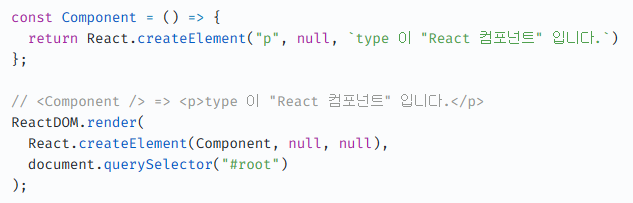 const Component = () => {
  return React.createElement("p", null, `type 이 "React 컴포넌트" 입니다.`)
};

// <Component /> => <p>type 이 "React 컴포넌트" 입니다.</p>
ReactDOM.render(
  React.createElement(Component, null, null),
  document.querySelector("#root")
);